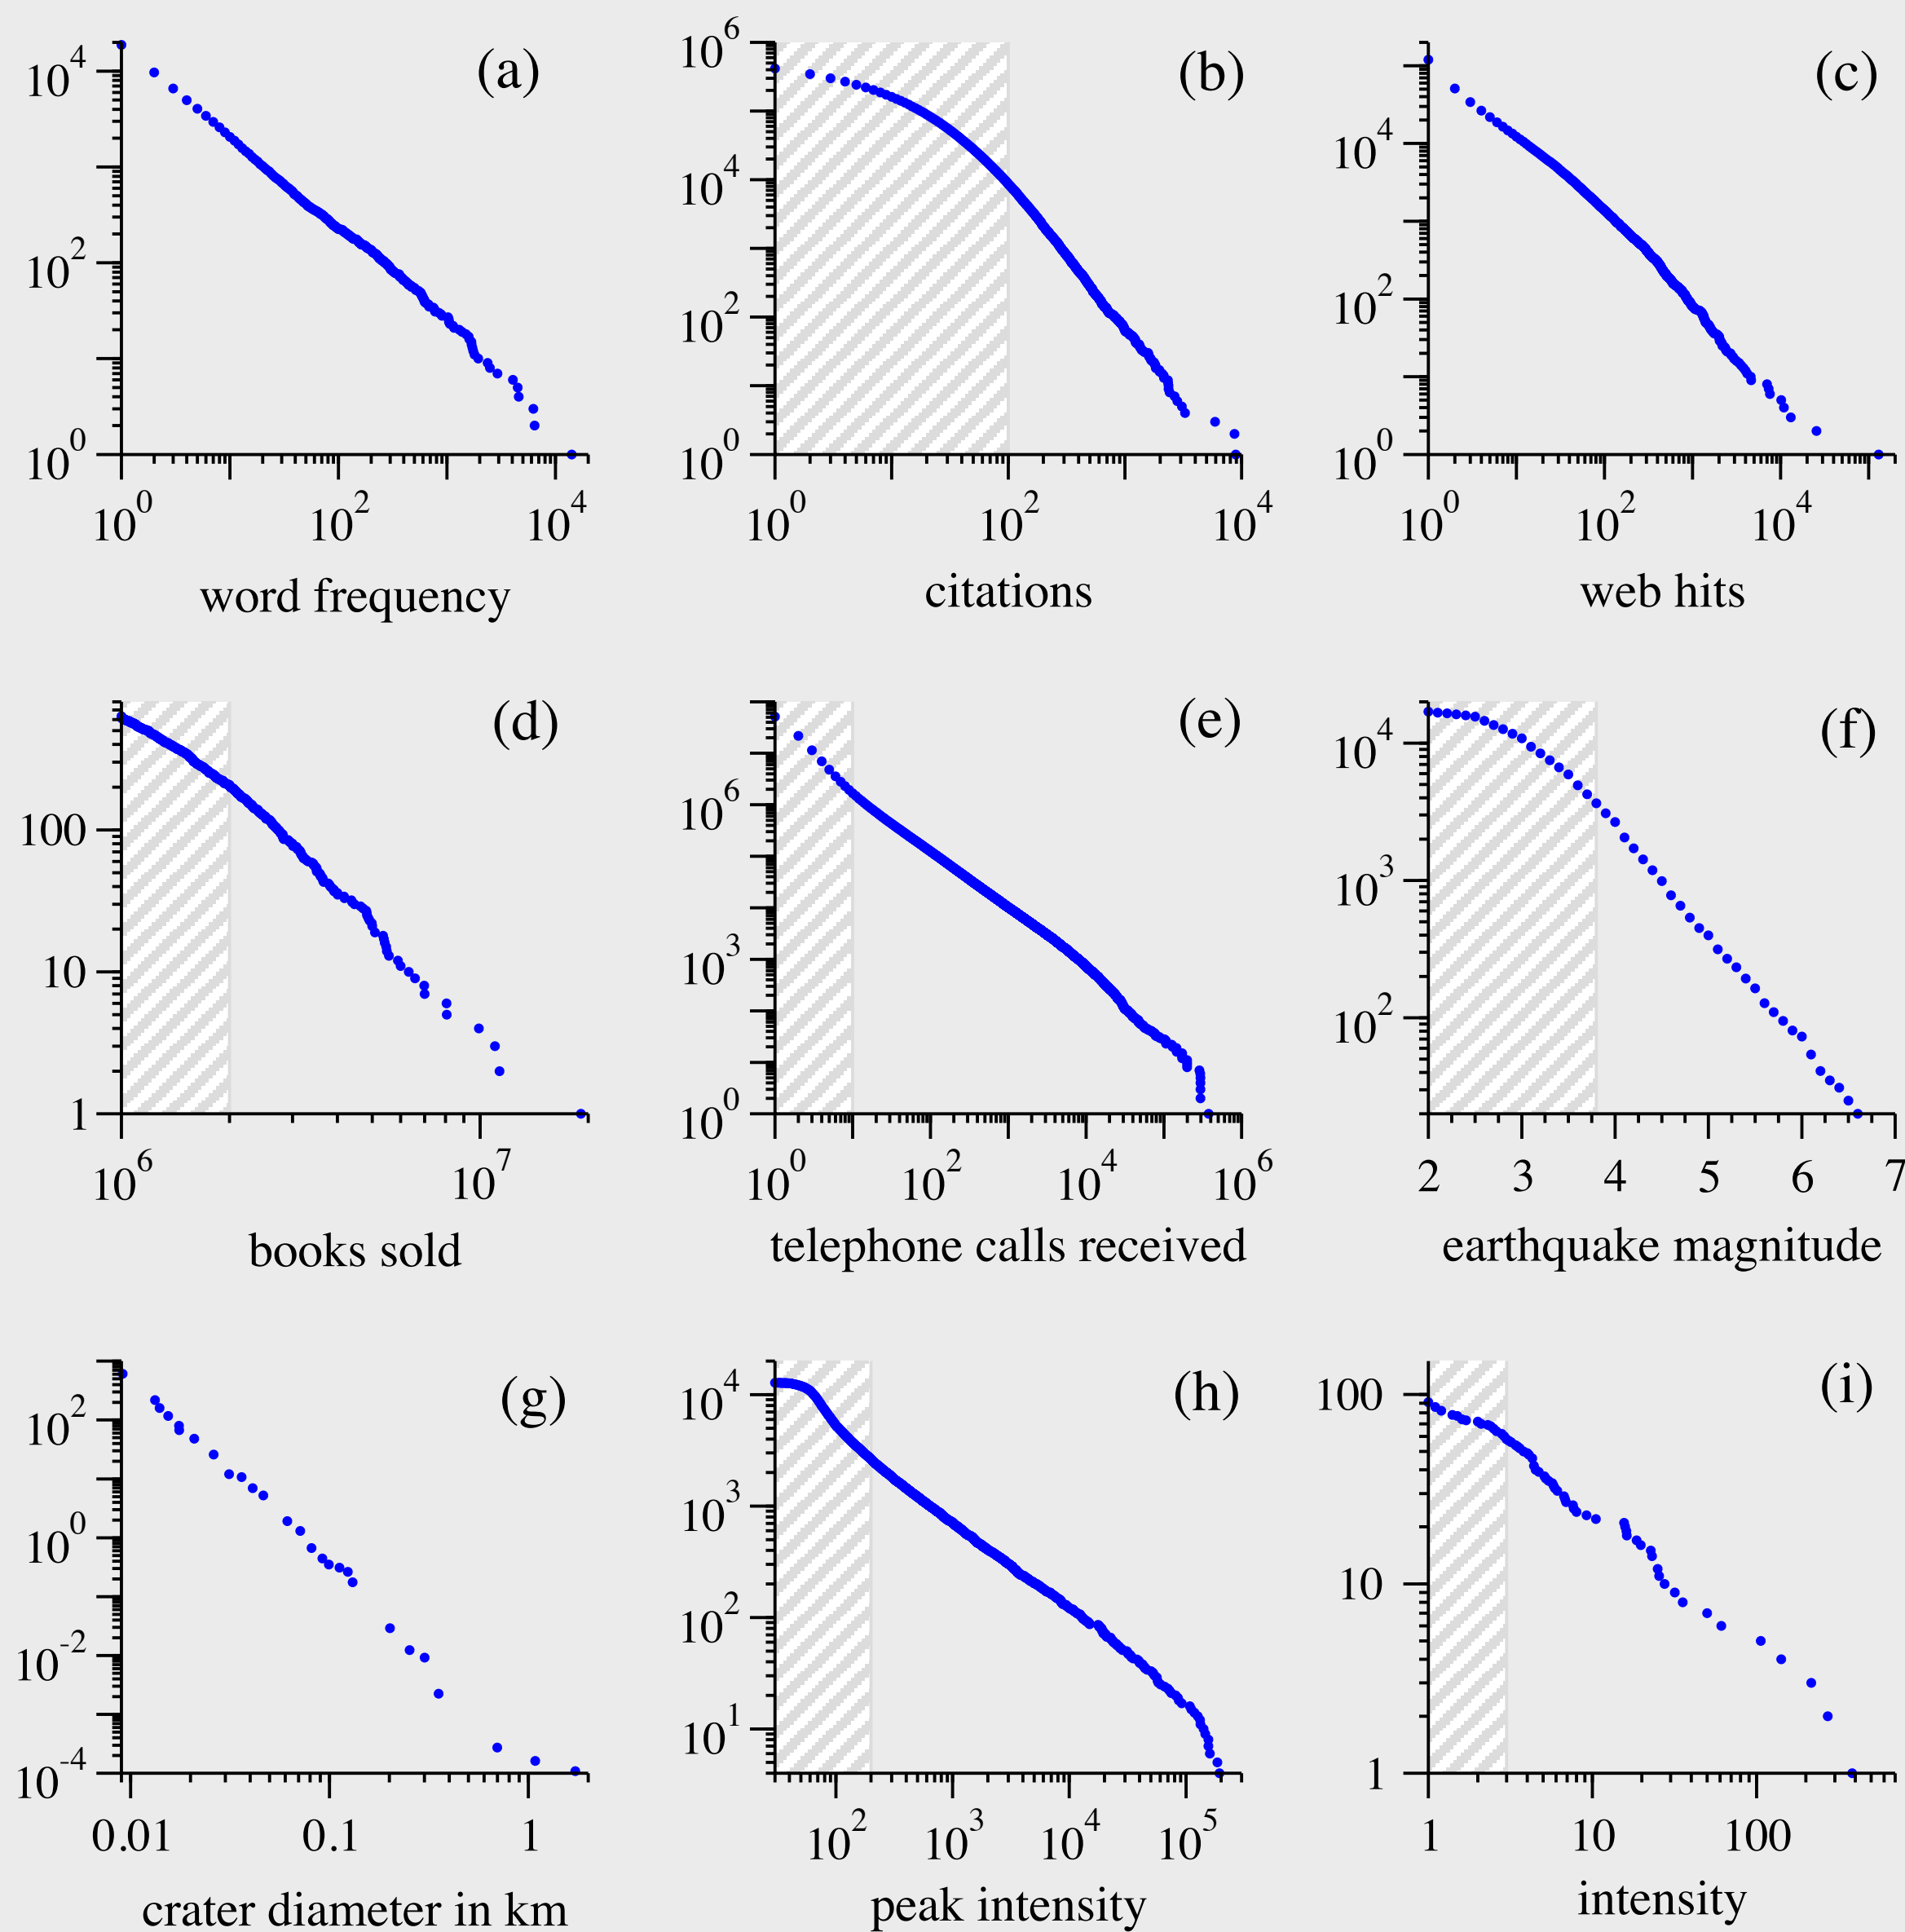 (a) (b) (c)
10^4 10^2 10^0
10^0 10^2 10^4
word frequency
10^6 10^4 10^2 10^0
10^0 10^2 10^4
citations
10^4 10^2 10^0
10^0 10^2 10^4
web hits
(d) (e) (f)
100 10 1
10^6 10^7
books sold
10^6 10^3 10^0
10^0 10^2 10^4 10^6
telephone calls received
10^4 10^3 10^2
2 3 4 5 6 7
earthquake magnitude
(g) (h) (i)
10^2 10^0 10^-2 10^-4
0.01 0.1 1
crater diameter in km
10^4 10^3 10^2 10^1
10^2 10^3 10^4 10^5
peak intensity
100 10 1
1 10 100
intensity